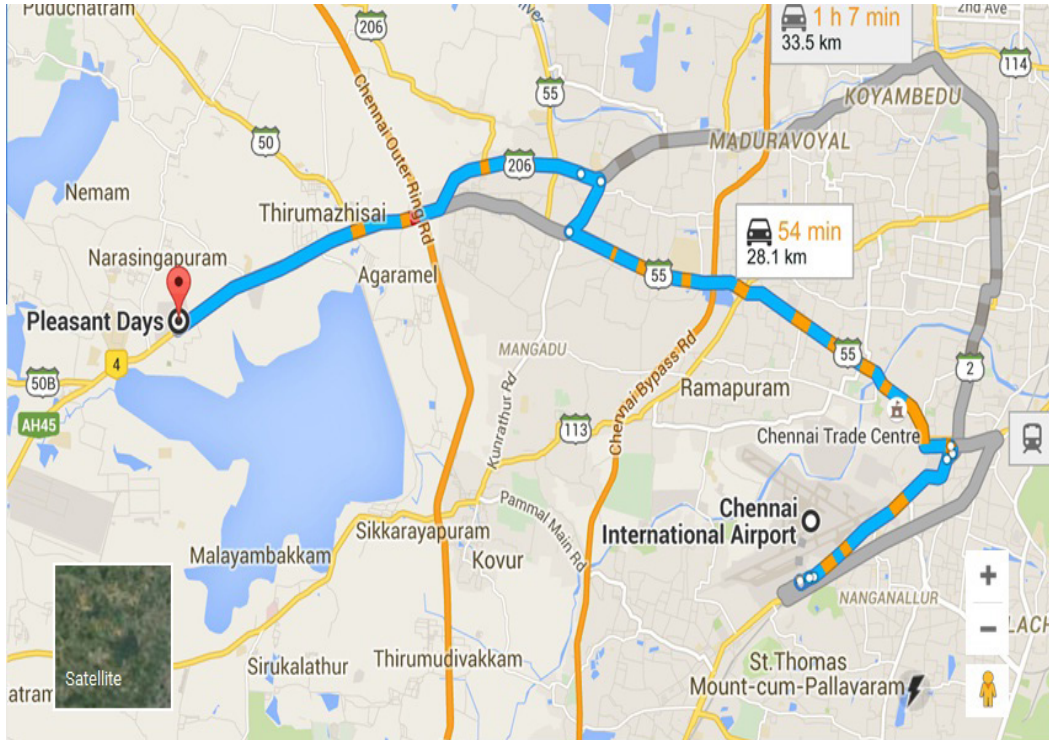 Puduchatram
206
1 h 7 min
33.5 km
2nd Ave
114
55
KOYAMBEDU
Chennai Outer Ring Rd
50
MADURAVOYAL
206
Nemam
Thirumazhisai
54 min
28.1 km
Narasingapuram
Agaramel
55
Pleasant Days
4
MANGADU
55
50B
2
Ramapuram
AH45
Kunrathur Rd
Chennai Bypass Rd
113
Chennai Trade Centre
Pammal Main Rd
Chennai
International Airport
Sikkarayapuram
Malayambakkam
Kovur
+
NANGANALLUR
−
LACH
Sirukalathur
Thirumudivakkam
St.Thomas
Mount-cum-Pallavaram
Satellite
atram